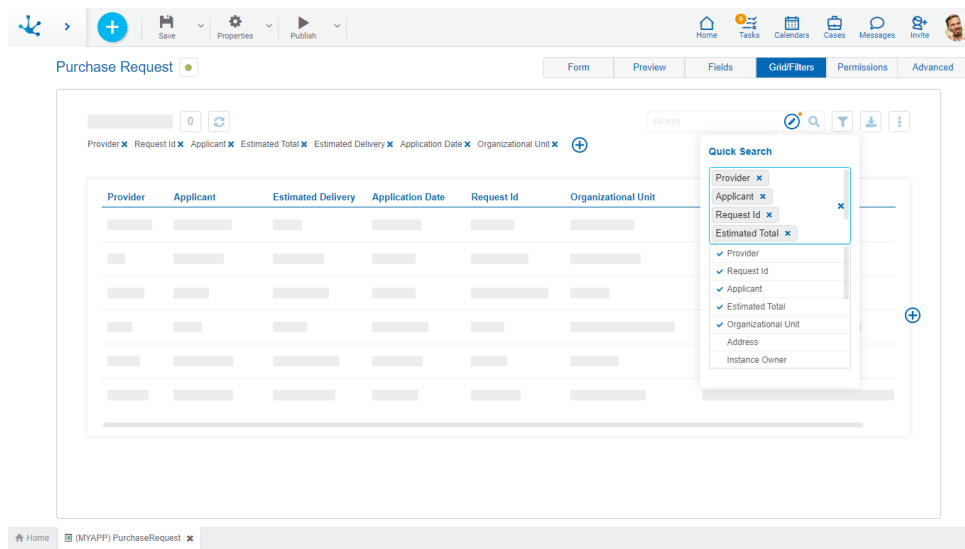 9
Save Properties Publish Home Tasks Calendars Cases Messages Invite
Purchase Request Form Preview Fields Grid/Filters Permissions Advanced
0 Search
Provider Request Id Applicant Estimated Total Estimated Delivery Application Date Organizational Unit
Quick Search
Provider
Applicant
Request Id
Estimated Total
Provider Applicant Estimated Delivery Application Date Request Id Organizational Unit
Provider
Request Id
Applicant
Estimated Total
Organizational Unit
Address
Instance Owner
Home (MYAPP) PurchaseRequest